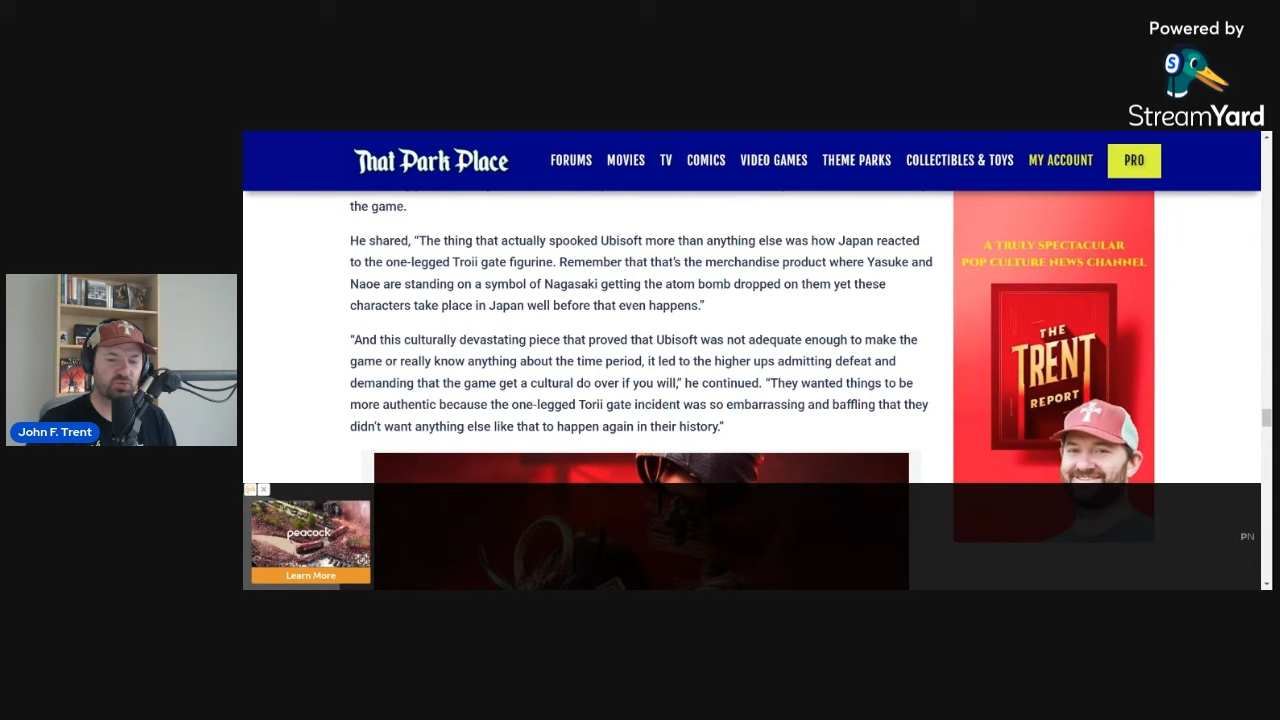 Powered by
S
StreamYard
That Park Place
FORUMS MOVIES TV COMICS VIDEO GAMES THEME PARKS COLLECTIBLES & TOYS MY ACCOUNT PRO
the game.
He shared, “The thing that actually spooked Ubisoft more than anything else was how Japan reacted
to the one-legged Troii gate figurine. Remember that that’s the merchandise product where Yasuke and
Naoe are standing on a symbol of Nagasaki getting the atom bomb dropped on them yet these
characters take place in Japan well before that even happens.”
“And this culturally devastating piece that proved that Ubisoft was not adequate enough to make the
game or really know anything about the time period, it led to the higher ups admitting defeat and
demanding that the game get a cultural do over if you will,” he continued. “They wanted things to be
more authentic because the one-legged Torii gate incident was so embarrassing and baffling that they
didn’t want anything else like that to happen again in their history.”
A TRULY SPECTACULAR
POP CULTURE NEWS CHANNEL
THE
TRENT
REPORT
John F. Trent
peacock
Learn More
PN